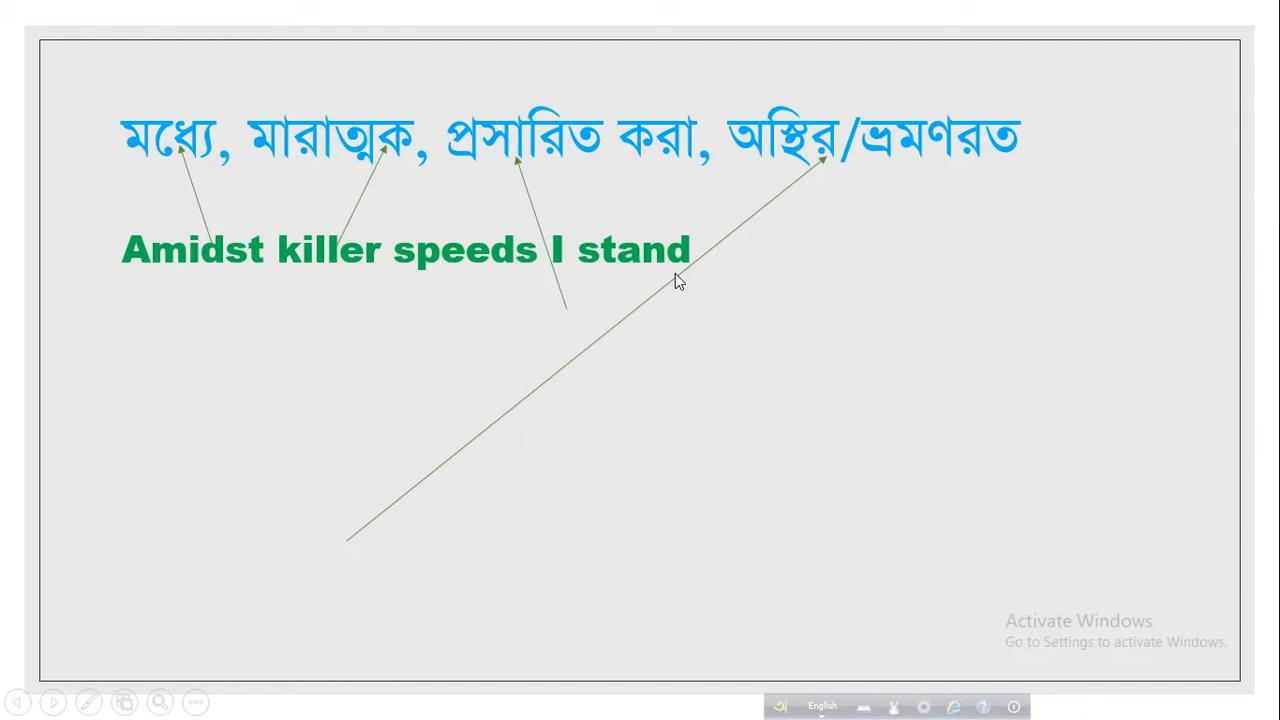 মধ্যে, মারাত্মক, প্রসারিত করা, অস্থির/ভ্রমণরত
Amidst killer speeds I stand
Activate Windows
Go to Settings to activate Windows.
অ English